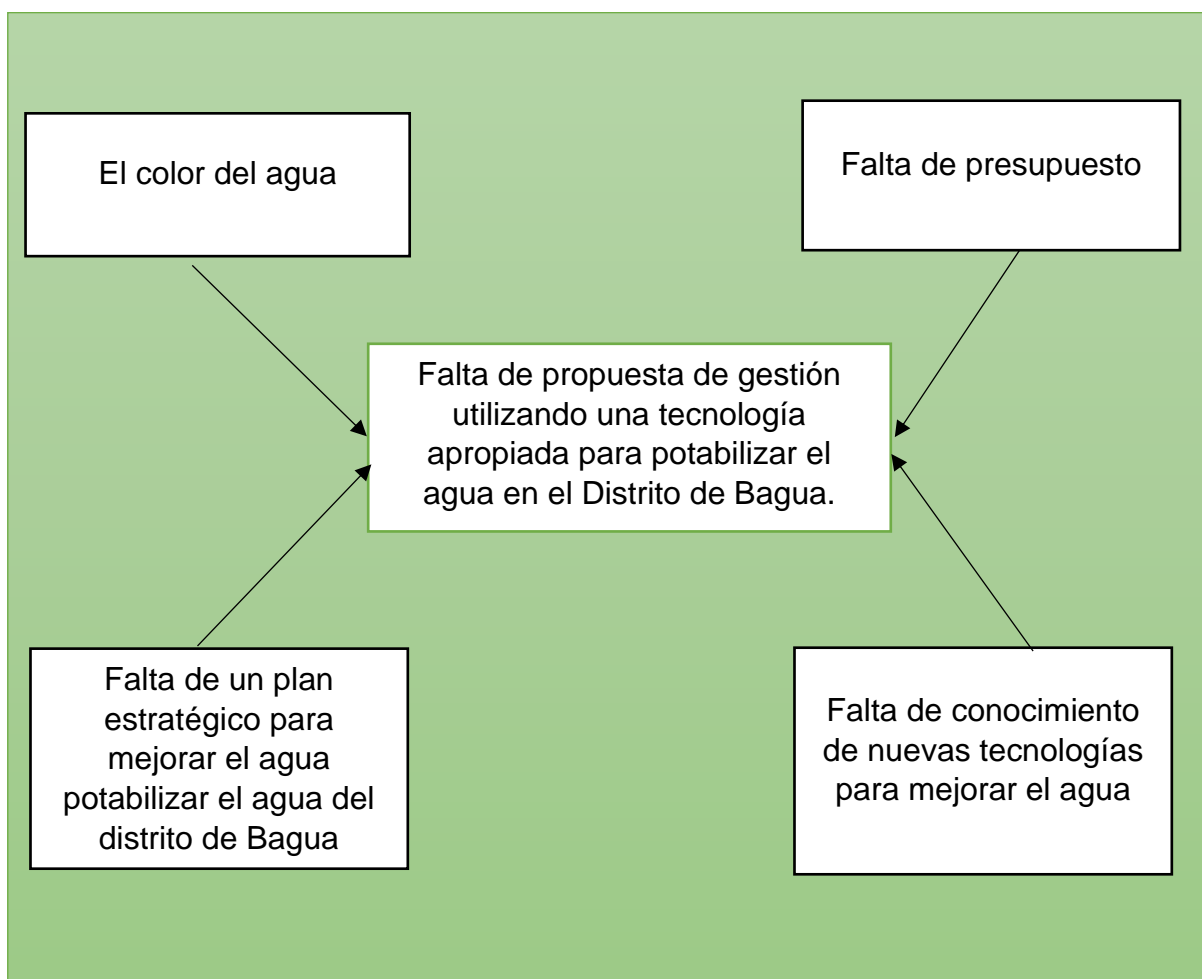 El color del agua
Falta de presupuesto
Falta de propuesta de gestión
utilizando una tecnología
apropiada para potabilizar el
agua en el Distrito de Bagua.
Falta de un plan
estratégico para
mejorar el agua
potabilizar el agua del
distrito de Bagua
Falta de conocimiento
de nuevas tecnologías
para mejorar el agua